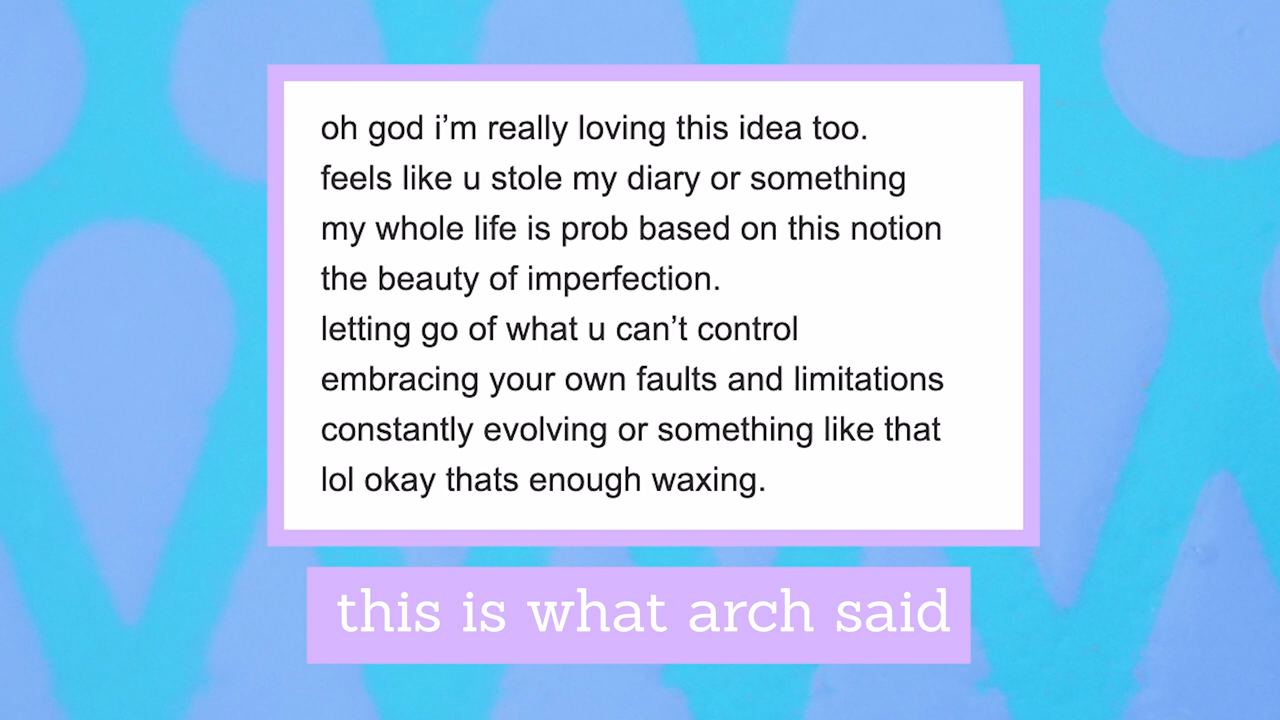 oh god i’m really loving this idea too.
feels like u stole my diary or something
my whole life is prob based on this notion
the beauty of imperfection.
letting go of what u can’t control
embracing your own faults and limitations
constantly evolving or something like that
lol okay thats enough waxing.
this is what arch said